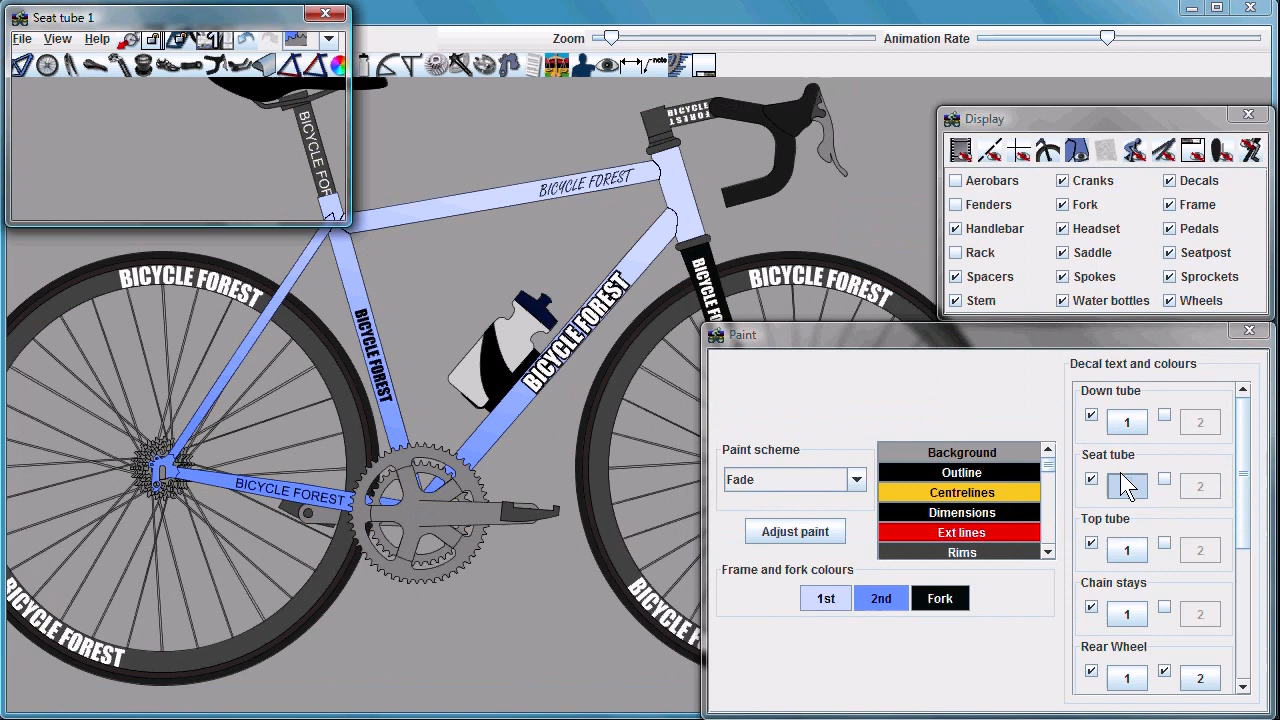 Seat tube 1
File View Help
Zoom
Animation Rate
note
Display
Aerobars Cranks Decals
Fenders Fork Frame
Handlebar Headset Pedals
Rack Saddle Seatpost
Spacers Spokes Sprockets
Stem Water bottles Wheels
BICYCLE FOR
BICYCLE FOREST
BICYCLE FOREST
BICYCLE FOREST
BICYCLE FOREST
BICYCLE FOREST
BICYCLE FOREST
BICYCLE FOREST
BICYCLE FOREST
BICYCLE FOREST
BICYCLE FOREST
BICYCLE F
Paint
Paint scheme
Fade
Adjust paint
Background
Outline
Centrelines
Dimensions
Ext lines
Rims
Frame and fork colours
1st 2nd Fork
Decal text and colours
Down tube
1 2
Seat tube
2
Top tube
1 2
Chain stays
1 2
Rear Wheel
1 2